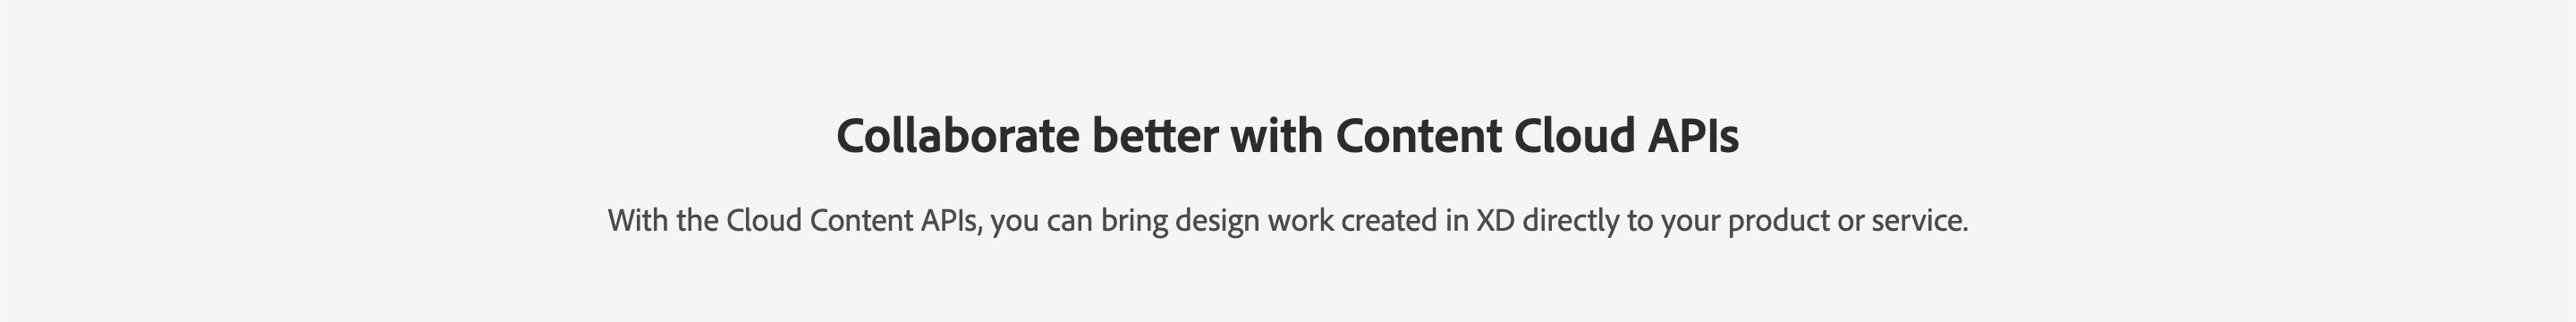 Collaborate better with Content Cloud APIs
With the Cloud Content APIs, you can bring design work created in XD directly to your product or service.